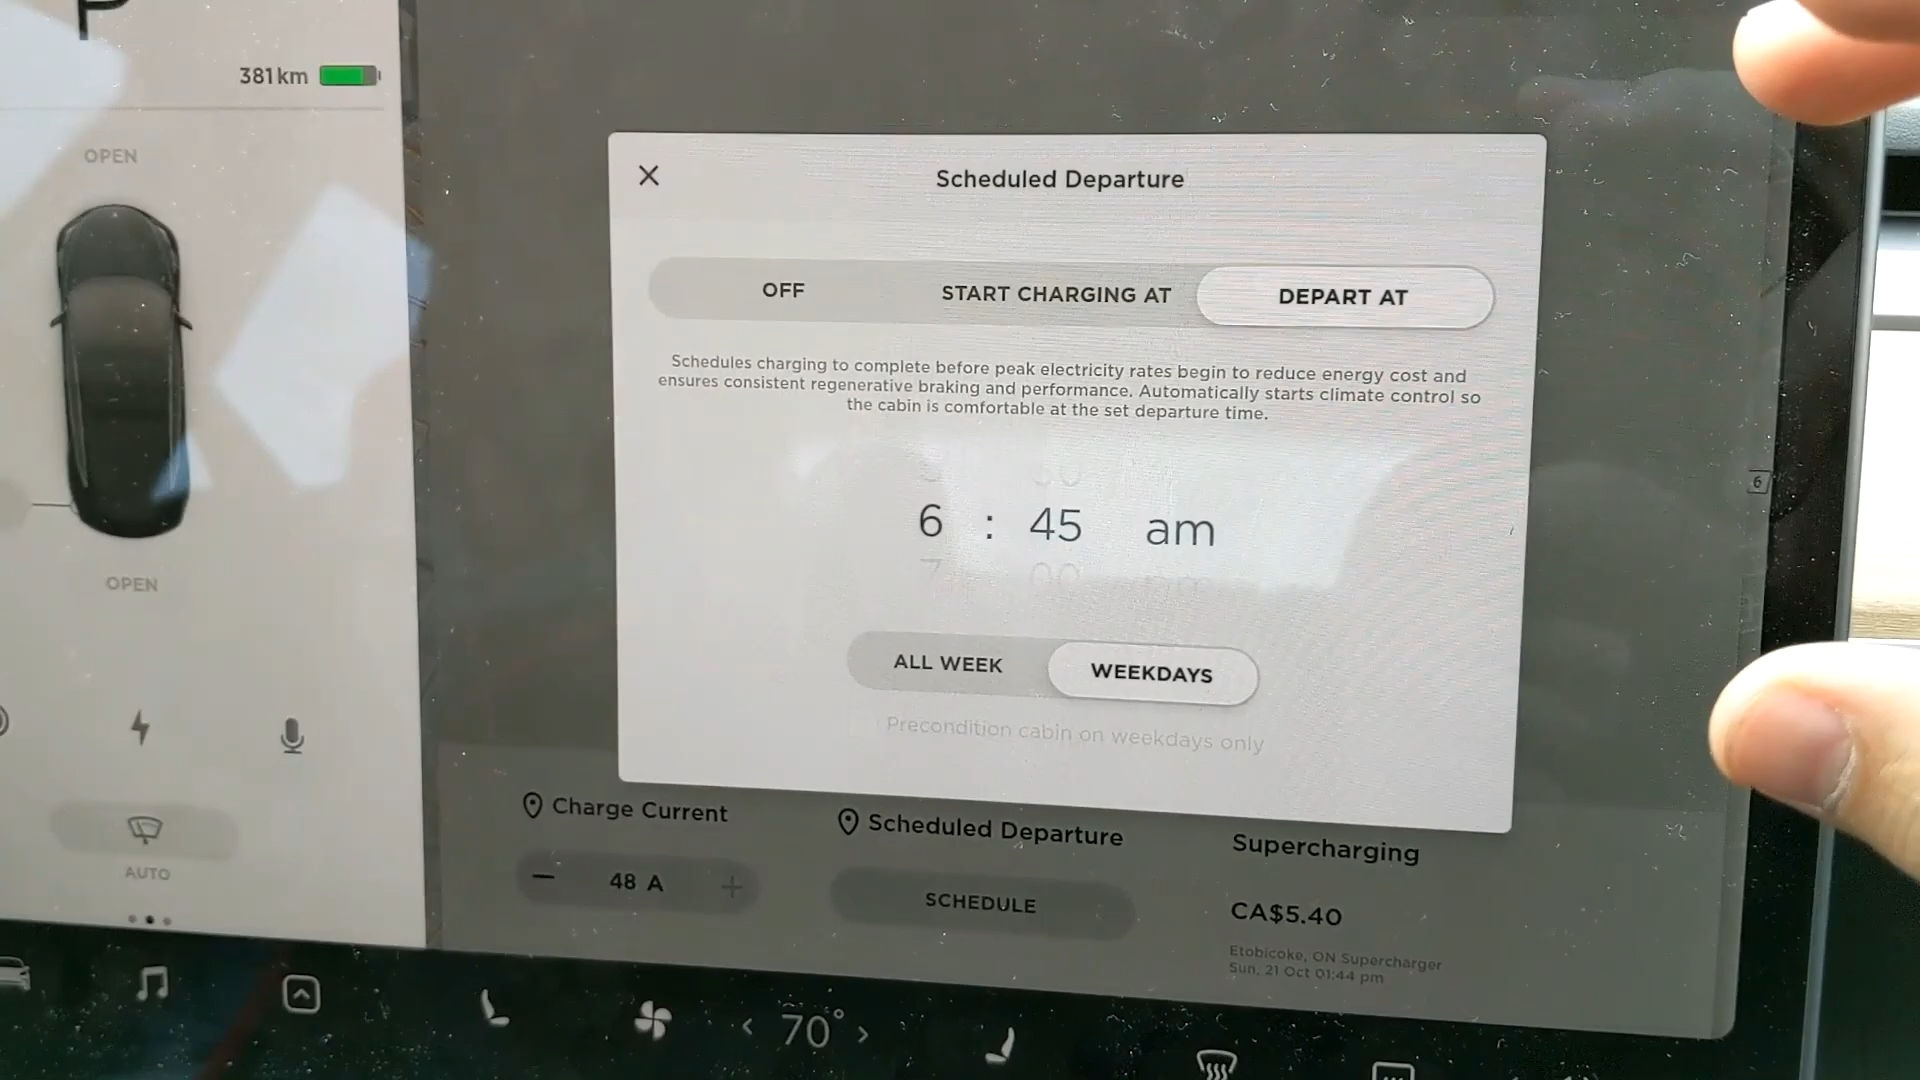 P
381km
OPEN
OPEN
AUTO
Scheduled Departure
OFF
START CHARGING AT
DEPART AT
Schedules charging to complete before peak electricity rates begin to reduce energy cost and
ensures consistent regenerative braking and performance. Automatically starts climate control so
the cabin is comfortable at the set departure time.
6 : 45 am
7 00 pm
ALL WEEK
WEEKDAYS
Precondition cabin on weekdays only
6
Charge Current
— 48 A +
Scheduled Departure
SCHEDULE
Supercharging
CA$5.40
Etobicoke, ON Supercharger
Sun, 21 Oct 01:44 pm
< 70° >